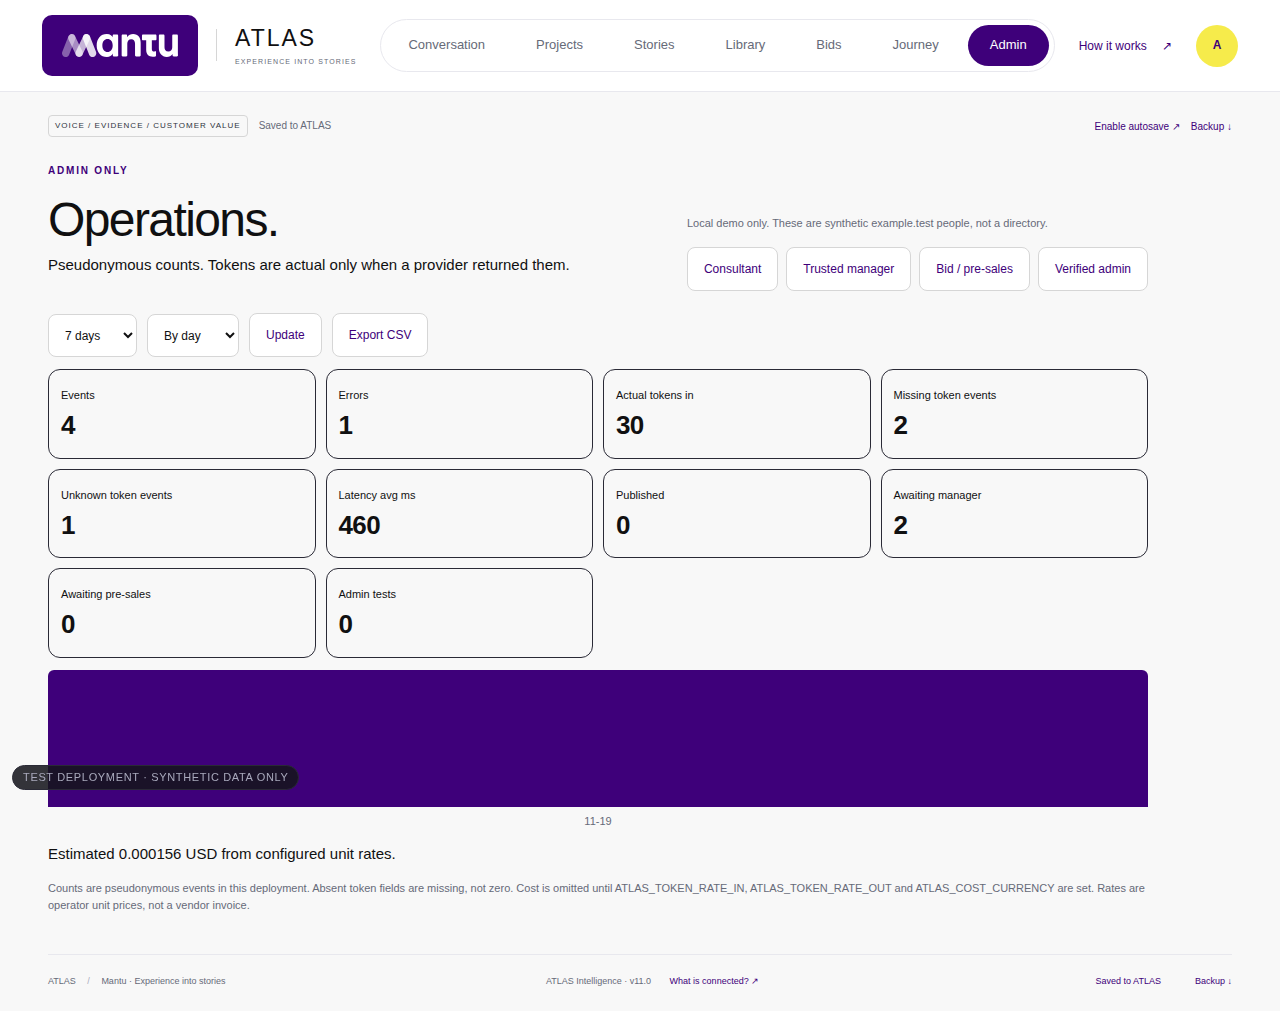 mantu
ATLAS
EXPERIENCE INTO STORIES
Conversation
Projects
Stories
Library
Bids
Journey
Admin
How it works ↗
A
VOICE / EVIDENCE / CUSTOMER VALUE
Saved to ATLAS
Enable autosave ↗
Backup ↓
ADMIN ONLY
Operations.
Pseudonymous counts. Tokens are actual only when a provider returned them.
Local demo only. These are synthetic example.test people, not a directory.
Consultant
Trusted manager
Bid / pre-sales
Verified admin
7 days
By day
Update
Export CSV
Events
4
Errors
1
Actual tokens in
30
Missing token events
2
Unknown token events
1
Latency avg ms
460
Published
0
Awaiting manager
2
Awaiting pre-sales
0
Admin tests
0
TEST DEPLOYMENT · SYNTHETIC DATA ONLY
11-19
Estimated 0.000156 USD from configured unit rates.
Counts are pseudonymous events in this deployment. Absent token fields are missing, not zero. Cost is omitted until ATLAS_TOKEN_RATE_IN, ATLAS_TOKEN_RATE_OUT and ATLAS_COST_CURRENCY are set. Rates are
operator unit prices, not a vendor invoice.
ATLAS / Mantu · Experience into stories
ATLAS Intelligence · v11.0
What is connected? ↗
Saved to ATLAS
Backup ↓